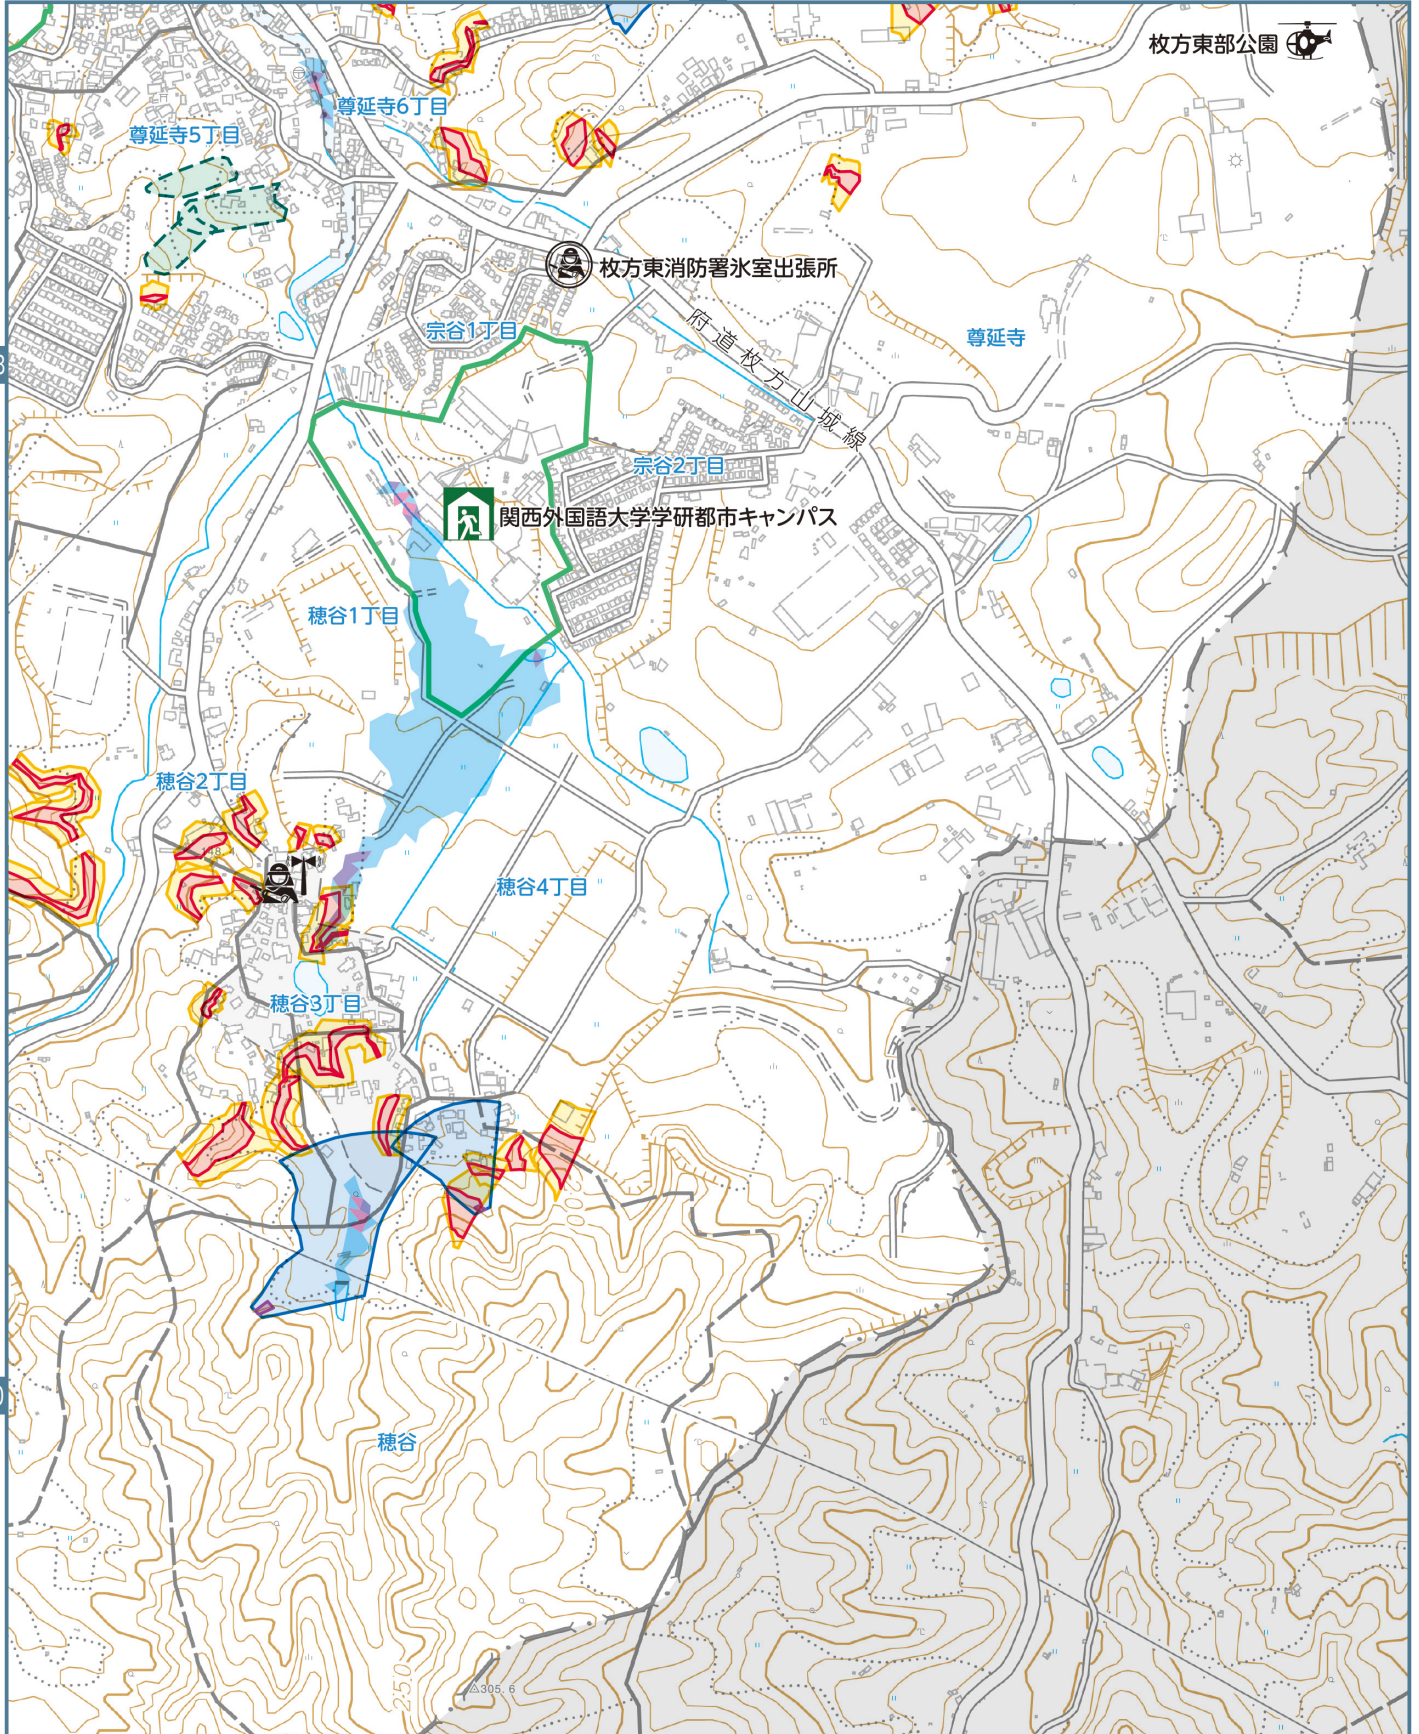 枚方東部公園
尊延寺6丁目
尊延寺5丁目
枚方東消防署氷室出張所
宗谷1丁目
府道枚方山城線
尊延寺
宗谷2丁目
関西外国語大学学研都市キャンパス
穂谷1丁目
穂谷2丁目
穂谷4丁目
穂谷3丁目
穂谷
250
△305.6